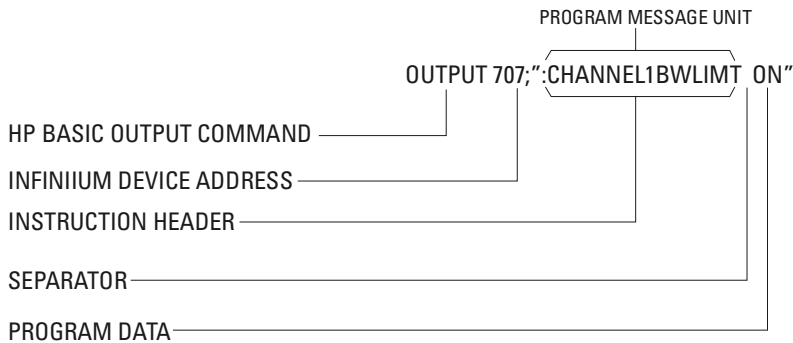 PROGRAM MESSAGE UNIT
OUTPUT 707;":CHANNEL1BWLIMT ON"
HP BASIC OUTPUT COMMAND
INFINIIUM DEVICE ADDRESS
INSTRUCTION HEADER
SEPARATOR
PROGRAM DATA